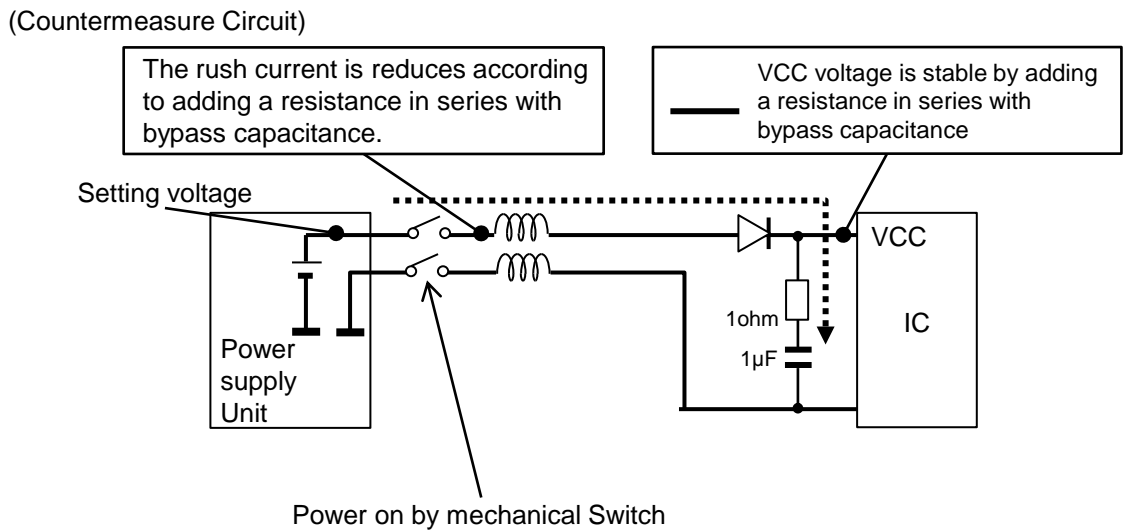 (Countermeasure Circuit)
The rush current is reduces according
to adding a resistance in series with
bypass capacitance.
VCC voltage is stable by adding
a resistance in series with
bypass capacitance
Setting voltage
VCC
1ohm
IC
1µF
Power
supply
Unit
Power on by mechanical Switch